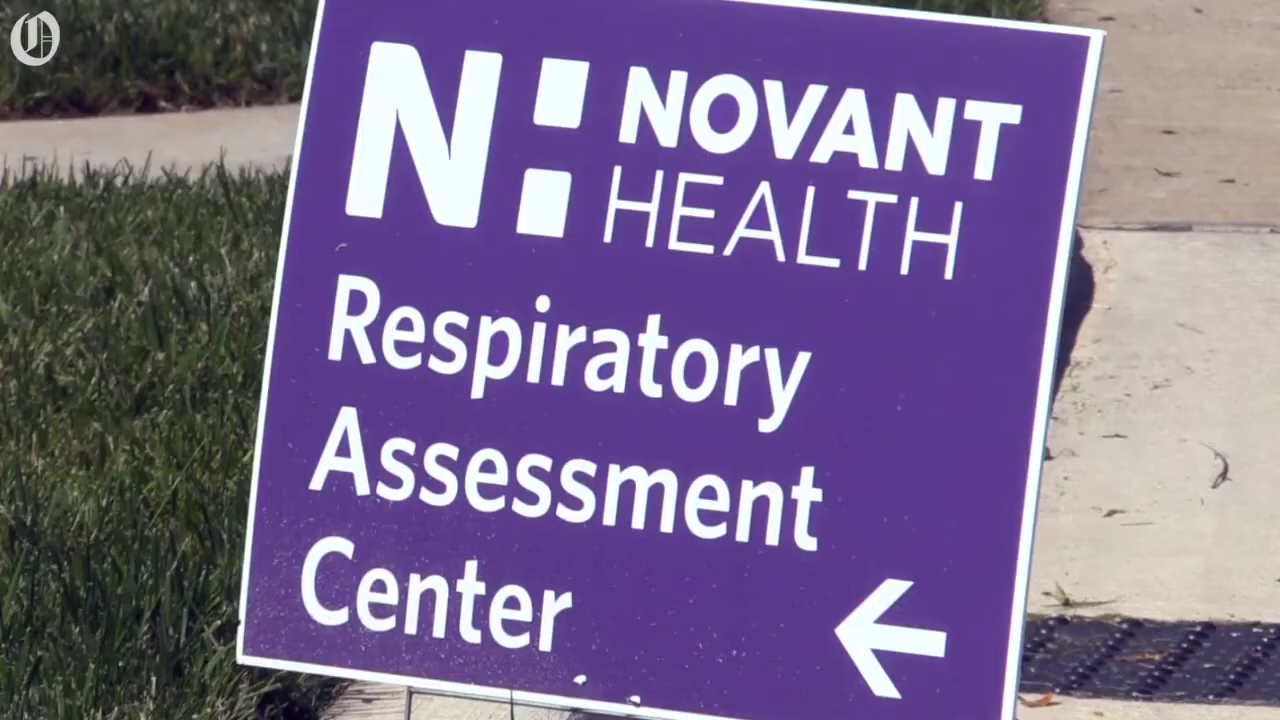 O
N:
NOVANT
HEALTH
Respiratory
Assessment
Center